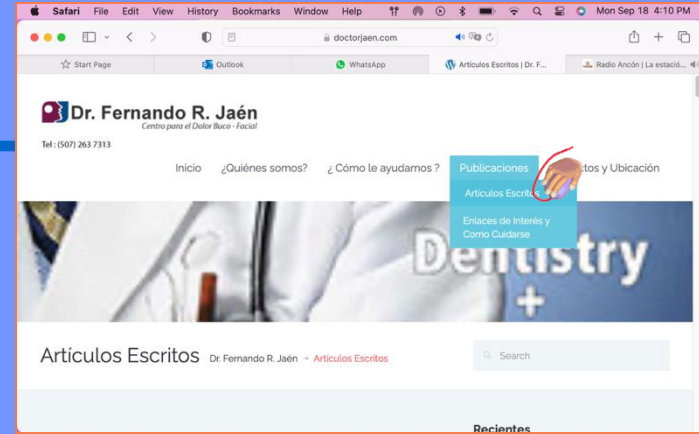 Safari File Edit View History Bookmarks Window Help Mon Sep 18 4:10 PM
doctorjaen.com
Start Page Outlook WhatsApp Artículos Escritos | Dr. F... Radio Ancón | La estació...
Dr. Fernando R. Jaén
Centro para el Dolor Buco - Facial
Tel : (507) 263 7313
Inicio ¿Quiénes somos? ¿ Cómo le ayudamos ? Publicaciones tos y Ubicación
Artículos Escritos
Enlaces de Interés y
Como Cuidarse
Dentistry
+
Artículos Escritos Dr. Fernando R. Jaén → Artículos Escritos Search
Recientes